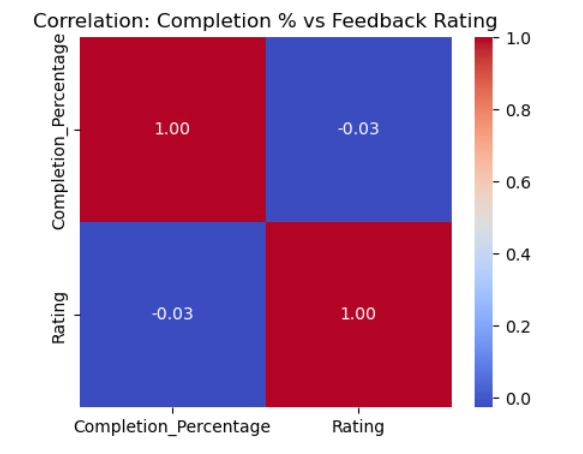 Correlation: Completion % vs Feedback Rating
Completion_Percentage
1.00
-0.03
Rating
-0.03
1.00
Completion_Percentage
Rating
1.0
0.8
0.6
0.4
0.2
0.0